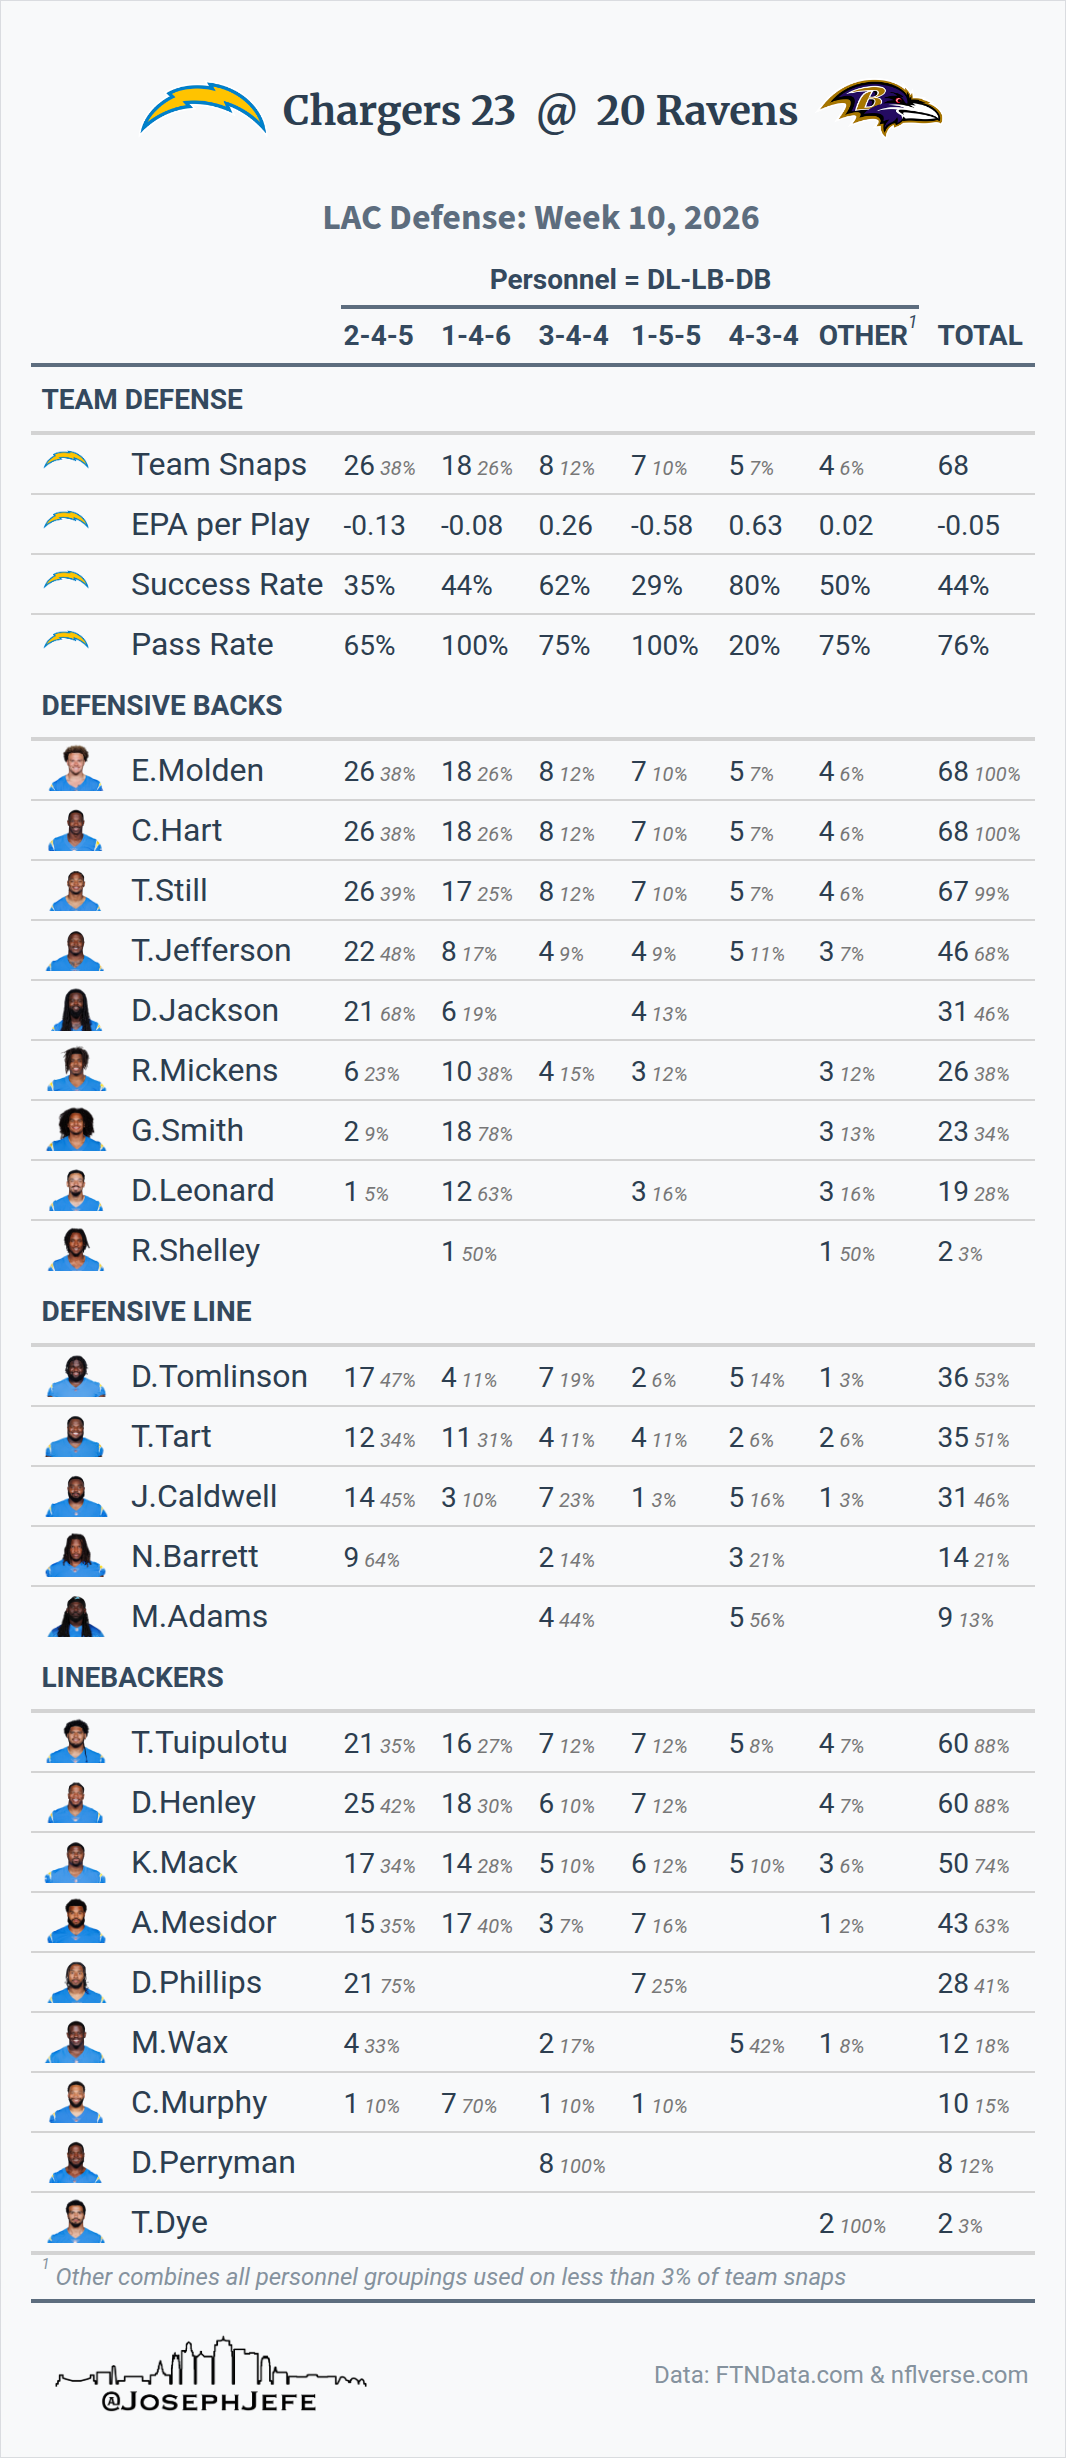 Chargers 23 @ 20 Ravens
LAC Defense: Week 10, 2026
Personnel = DL-LB-DB
2-4-5 1-4-6 3-4-4 1-5-5 4-3-4 OTHER1 TOTAL
TEAM DEFENSE
Team Snaps 26 38% 18 26% 8 12% 7 10% 5 7% 4 6% 68
EPA per Play -0.13 -0.08 0.26 -0.58 0.63 0.02 -0.05
Success Rate 35% 44% 62% 29% 80% 50% 44%
Pass Rate 65% 100% 75% 100% 20% 75% 76%
DEFENSIVE BACKS
E.Molden 26 38% 18 26% 8 12% 7 10% 5 7% 4 6% 68 100%
C.Hart 26 38% 18 26% 8 12% 7 10% 5 7% 4 6% 68 100%
T.Still 26 39% 17 25% 8 12% 7 10% 5 7% 4 6% 67 99%
T.Jefferson 22 48% 8 17% 4 9% 4 9% 5 11% 3 7% 46 68%
D.Jackson 21 68% 6 19% 4 13% 31 46%
R.Mickens 6 23% 10 38% 4 15% 3 12% 3 12% 26 38%
G.Smith 2 9% 18 78% 3 13% 23 34%
D.Leonard 1 5% 12 63% 3 16% 3 16% 19 28%
R.Shelley 1 50% 1 50% 2 3%
DEFENSIVE LINE
D.Tomlinson 17 47% 4 11% 7 19% 2 6% 5 14% 1 3% 36 53%
T.Tart 12 34% 11 31% 4 11% 4 11% 2 6% 2 6% 35 51%
J.Caldwell 14 45% 3 10% 7 23% 1 3% 5 16% 1 3% 31 46%
N.Barrett 9 64% 2 14% 3 21% 14 21%
M.Adams 4 44% 5 56% 9 13%
LINEBACKERS
T.Tuipulotu 21 35% 16 27% 7 12% 7 12% 5 8% 4 7% 60 88%
D.Henley 25 42% 18 30% 6 10% 7 12% 4 7% 60 88%
K.Mack 17 34% 14 28% 5 10% 6 12% 5 10% 3 6% 50 74%
A.Mesidor 15 35% 17 40% 3 7% 7 16% 1 2% 43 63%
D.Phillips 21 75% 7 25% 28 41%
M.Wax 4 33% 2 17% 5 42% 1 8% 12 18%
C.Murphy 1 10% 7 70% 1 10% 1 10% 10 15%
D.Perryman 8 100% 8 12%
T.Dye 2 100% 2 3%
1 Other combines all personnel groupings used on less than 3% of team snaps
@JOSEPHJEFE
Data: FTNData.com & nflverse.com